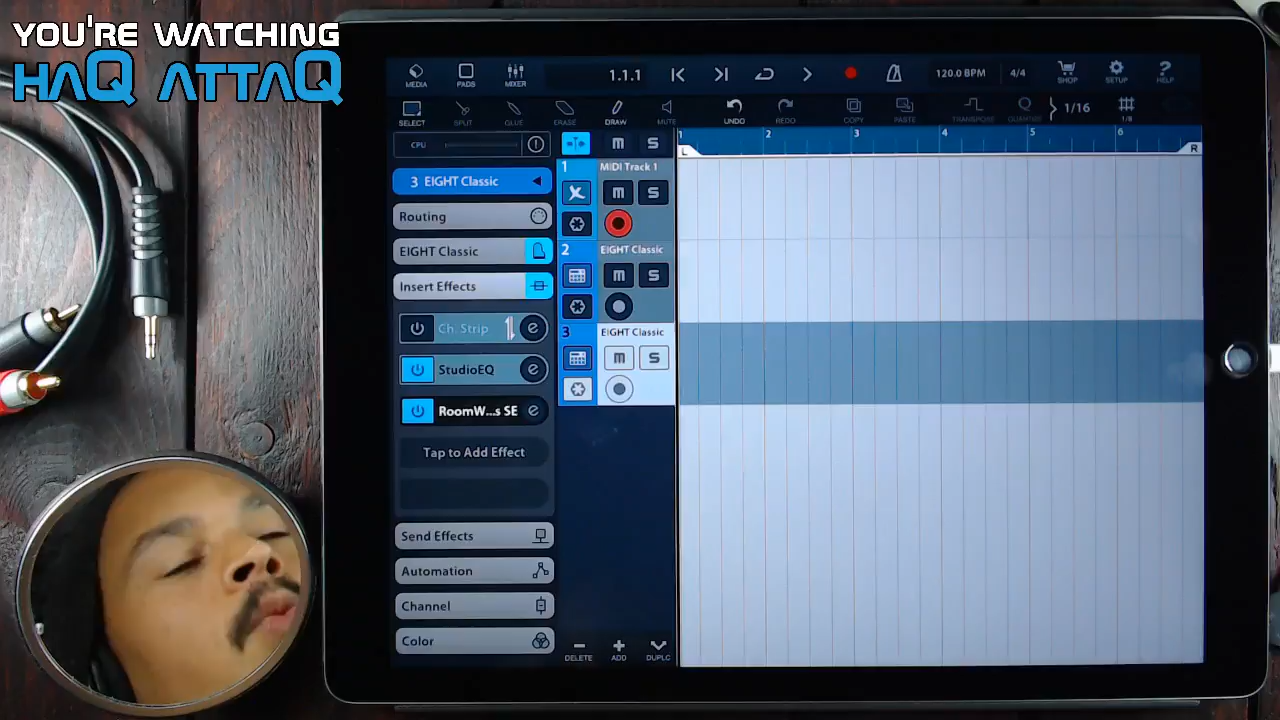 YOU'RE WATCHING
HAQ ATTAQ
MEDIA
PADS
MIXER
1.1.1
120.0 BPM
4/4
SHOP
SETUP
HELP
SELECT
SPLIT
GLUE
ERASE
DRAW
MUTE
UNDO
REDO
COPY
PASTE
TRANSPOSE
QUANTIZE
1/16
1/8
CPU
M
S
1
2
3
4
5
6
L
R
3 EIGHT Classic
Routing
EIGHT Classic
Insert Effects
Ch. Strip
e
StudioEQ
e
RoomW...s SE
e
Tap to Add Effect
Send Effects
Automation
Channel
Color
1
MIDI Track 1
M
S
2
EIGHT Classic
M
S
3
EIGHT Classic
M
S
DELETE
ADD
DUPLC